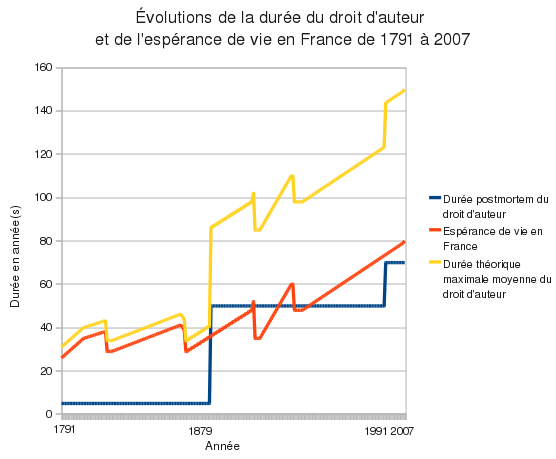 Évolutions de la durée du droit d'auteur
et de l'espérance de vie en France de 1791 à 2007
160
140
120
100
80
60
40
20
0
Durée en année(s)
1791
1879
1991 2007
Année
Durée postmortem du
droit d'auteur
Espérance de vie en
France
Durée théorique
maximale moyenne du
droit d'auteur